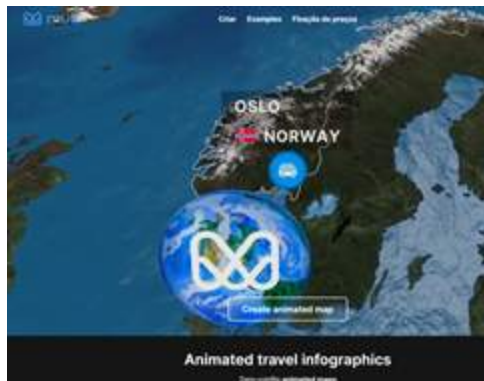 Criar Exemplos Fixação de preços
OSLO
NORWAY
Create animated map
Animated travel infographics